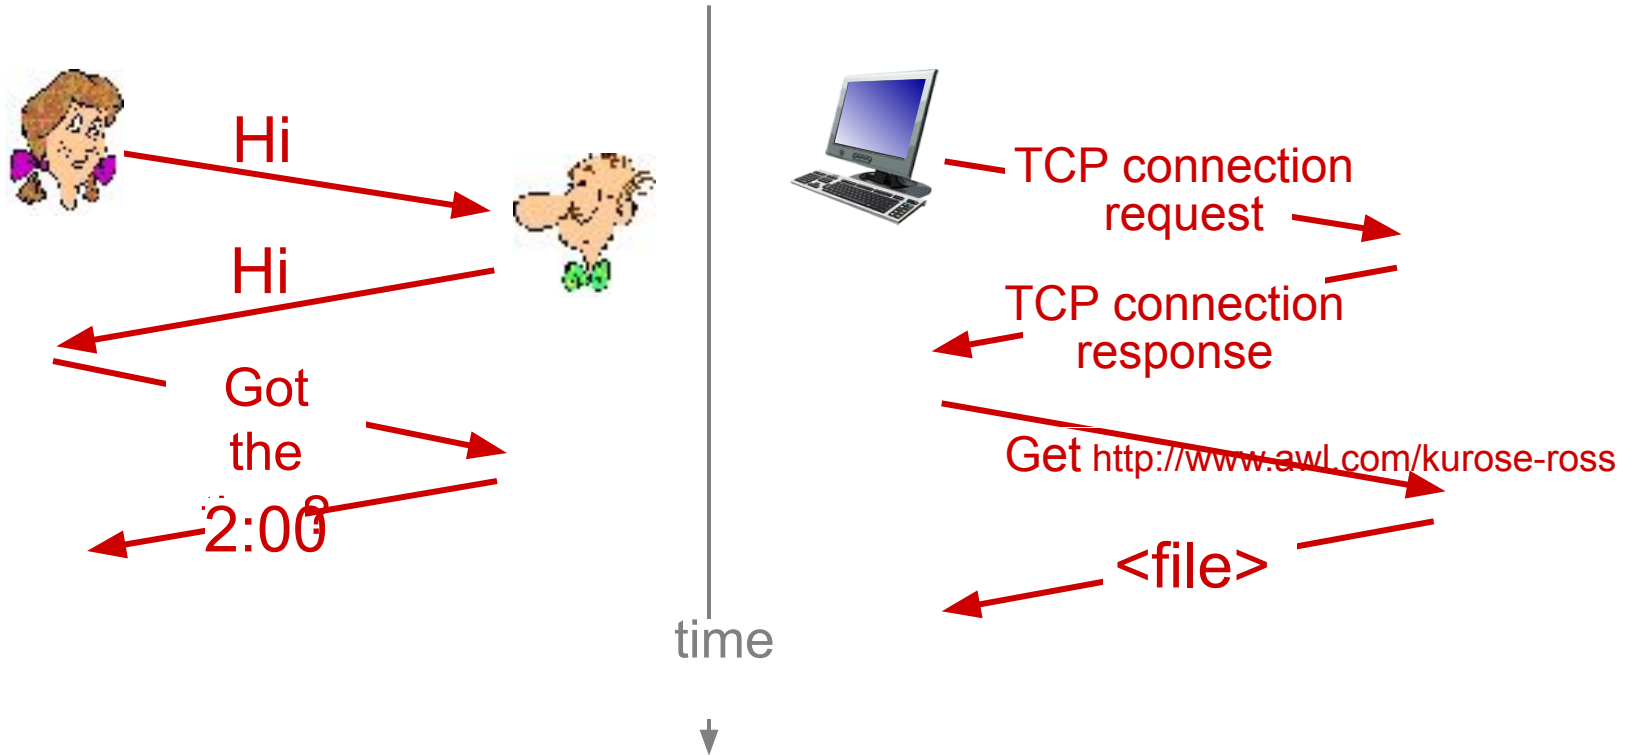 Hi
Hi
Got
the
2:00
?
TCP connection
request
TCP connection
response
Get http://www.awl.com/kurose-ross
<file>
time